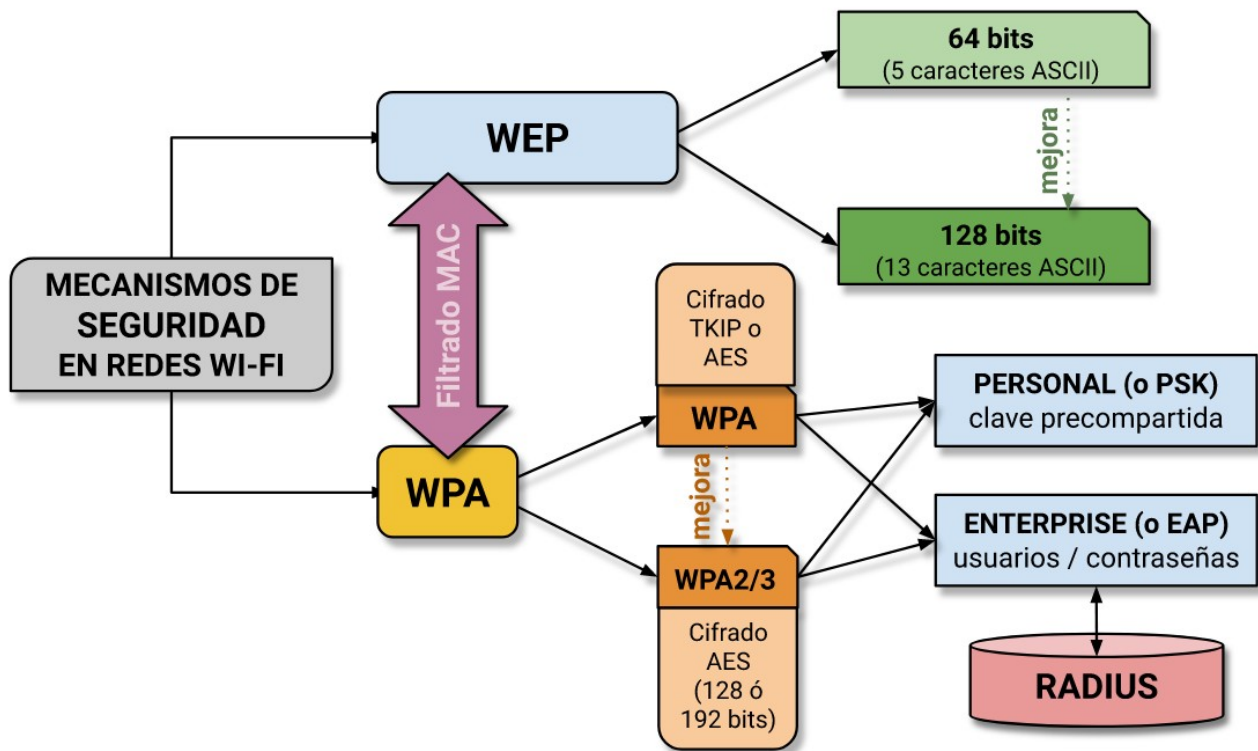 64 bits
(5 caracteres ASCII)
WEP
mejora
128 bits
(13 caracteres ASCII)
MECANISMOS DE
SEGURIDAD
EN REDES WI-FI
Filtrado MAC
Cifrado
TKIP o
AES
WPA
PERSONAL (o PSK)
clave precompartida
WPA
mejora
ENTERPRISE (o EAP)
usuarios / contraseñas
WPA2/3
Cifrado
AES
(128 ó
192 bits)
RADIUS